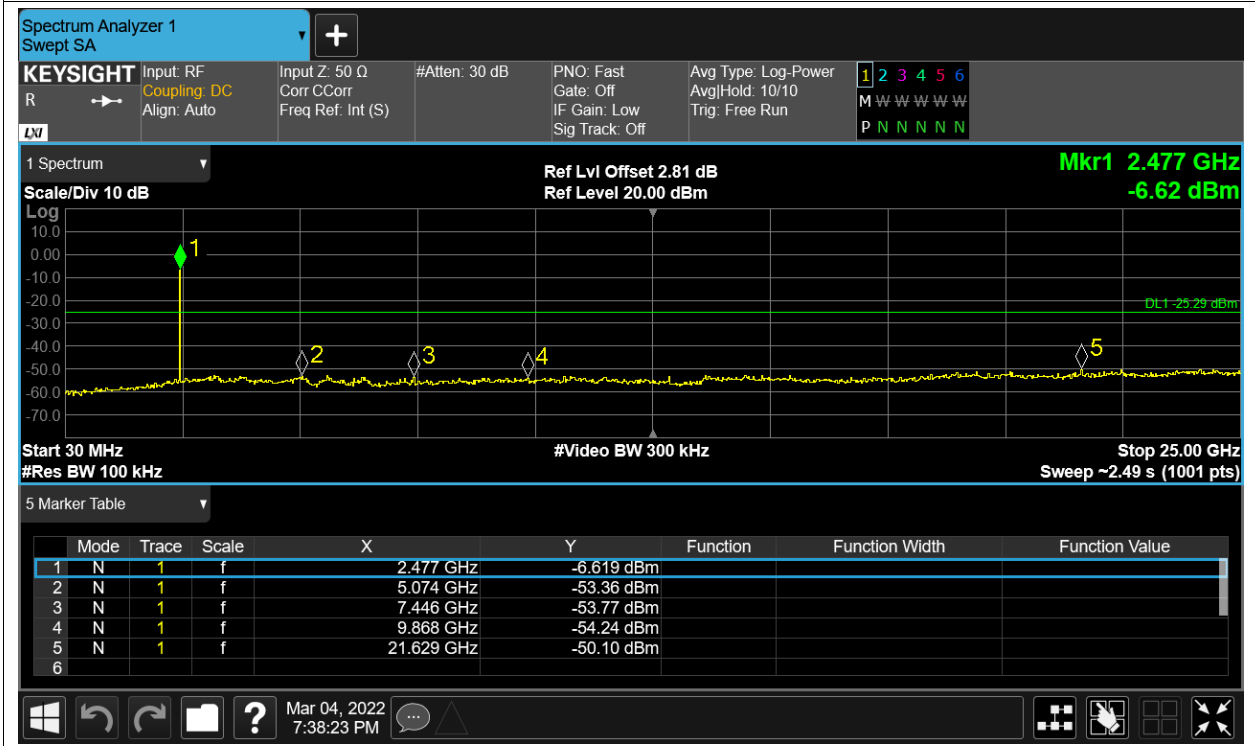 Spectrum Analyzer 1
Swept SA
+
KEYSIGHT
R
LXI
Input: RF
Coupling: DC
Align: Auto
Input Z: 50 Ω
Corr CCorr
Freq Ref: Int (S)
#Atten: 30 dB
PNO: Fast
Gate: Off
IF Gain: Low
Sig Track: Off
Avg Type: Log-Power
Avg|Hold: 10/10
Trig: Free Run
1 2 3 4 5 6
M W W W W W
P N N N N N
1 Spectrum
Scale/Div 10 dB
Ref Lvl Offset 2.81 dB
Ref Level 20.00 dBm
Mkr1 2.477 GHz
-6.62 dBm
Log
10.0
0.00
-10.0
-20.0
-30.0
-40.0
-50.0
-60.0
-70.0
1
2
3
4
5
DL1 -25.29 dBm
Start 30 MHz
#Res BW 100 kHz
#Video BW 300 kHz
Stop 25.00 GHz
Sweep ~2.49 s (1001 pts)
5 Marker Table
Mode Trace Scale X Y Function Function Width Function Value
1 N 1 f 2.477 GHz -6.619 dBm
2 N 1 f 5.074 GHz -53.36 dBm
3 N 1 f 7.446 GHz -53.77 dBm
4 N 1 f 9.868 GHz -54.24 dBm
5 N 1 f 21.629 GHz -50.10 dBm
6
?
Mar 04, 2022
7:38:23 PM